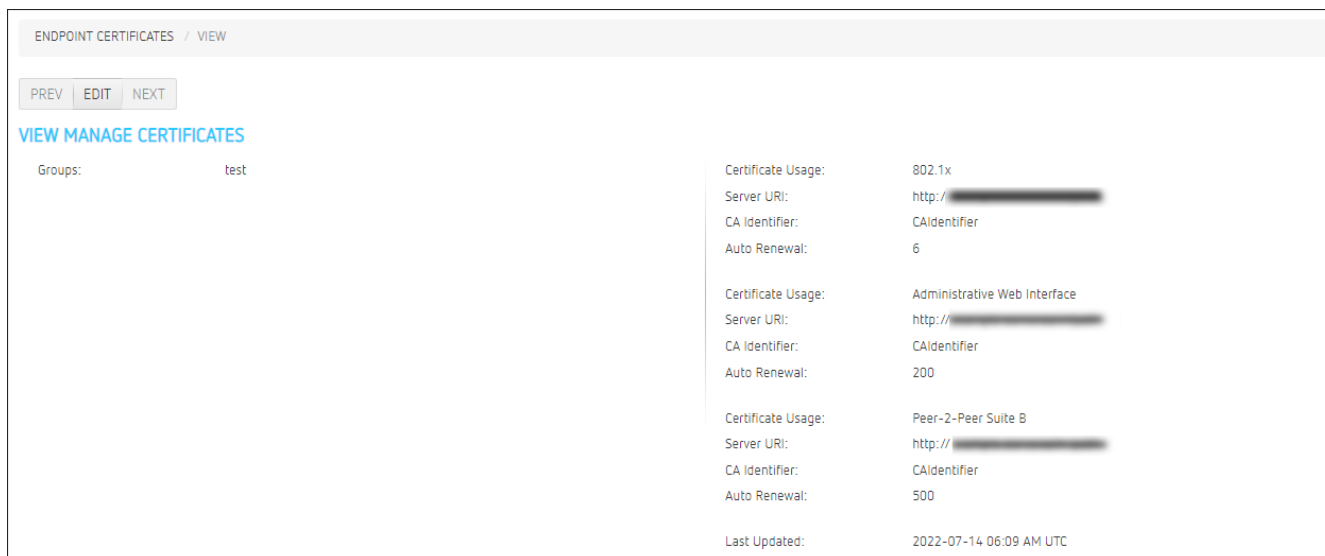 ENDPOINT CERTIFICATES / VIEW
PREV EDIT NEXT
VIEW MANAGE CERTIFICATES
Groups: test
Certificate Usage: 802.1x
Server URI: http:/
CA Identifier: CAIdentifier
Auto Renewal: 6
Certificate Usage: Administrative Web Interface
Server URI: http://
CA Identifier: CAIdentifier
Auto Renewal: 200
Certificate Usage: Peer-2-Peer Suite B
Server URI: http://
CA Identifier: CAIdentifier
Auto Renewal: 500
Last Updated: 2022-07-14 06:09 AM UTC